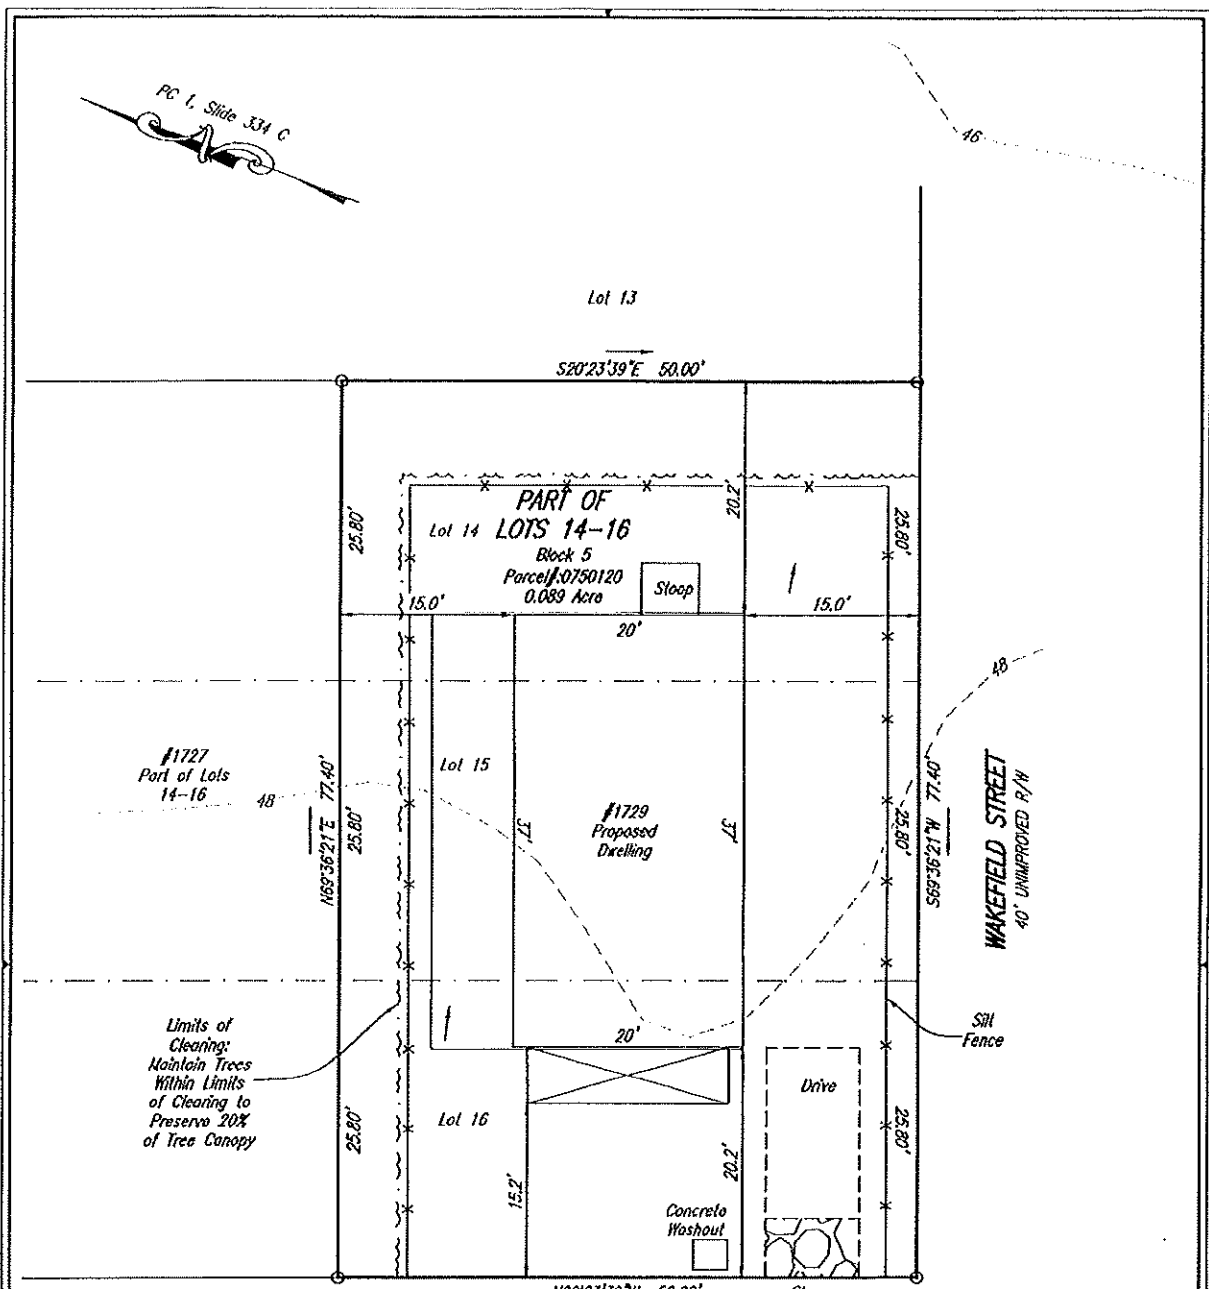 PC 1, Slide 334 C
46
Lot 13
S20°23'39"E 50.00'
PART OF
LOTS 14-16
Lot 14
Block 5
Parcel#:0750120
0.089 Acre
Stoop
25.80'
20.2'
25.80'
15.0'
20'
15.0'
48
#1727
Part of Lots
14-16
48
Lot 15
N69°36'21"E 77.40'
25.80'
37'
#1729
Proposed
Dwelling
37'
25.80'
S69°36'21"W 77.40'
WAKEFIELD STREET
40' UNIMPROVED R/W
Limits of
Clearing:
Maintain Trees
Within Limits
of Clearing to
Preserve 20%
of Tree Canopy
20'
Silt
Fence
Drive
25.80'
Lot 16
15.2'
20.2'
25.80'
Concrete
Washout